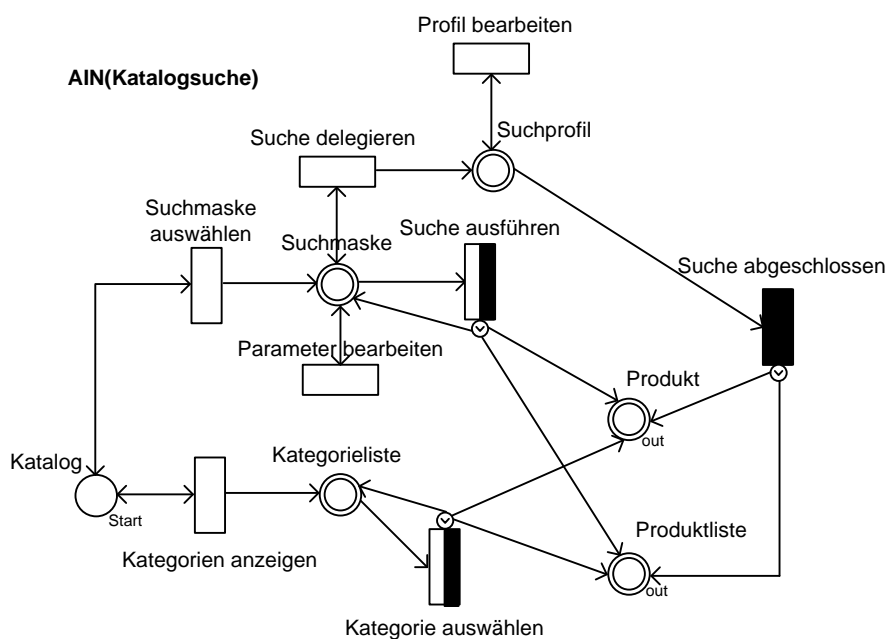 Profil bearbeiten
AIN(Katalogsuche)
Suche delegieren
Suchprofil
Suchmaske
auswählen
Suchmaske
Suche ausführen
Suche abgeschlossen
Parameter bearbeiten
Produkt
out
Katalog
Start
Kategorieliste
Kategorien anzeigen
Produktliste
out
Kategorie auswählen